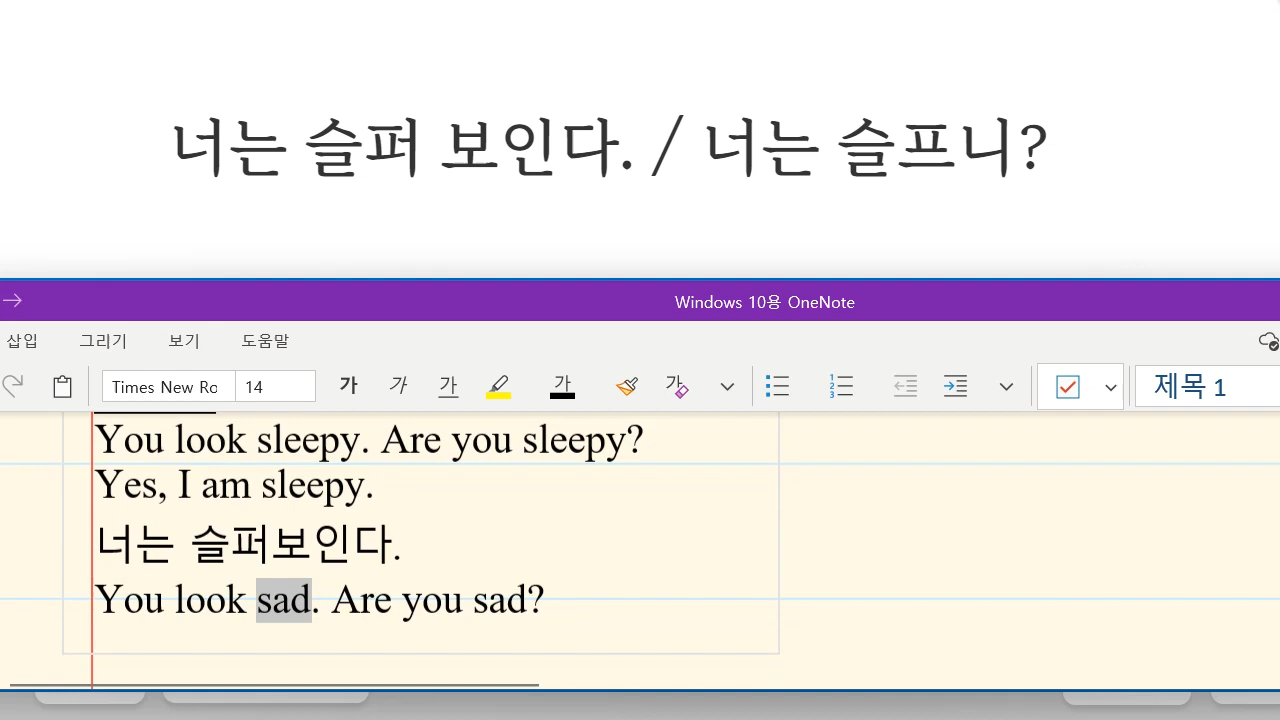 너는 슬퍼 보인다. / 너는 슬프니?
Windows 10용 OneNote
삽입 그리기 보기 도움말
Times New Ro 14 가 가 가 가 가 제목 1
You look sleepy. Are you sleepy?
Yes, I am sleepy.
너는 슬퍼보인다.
You look sad. Are you sad?